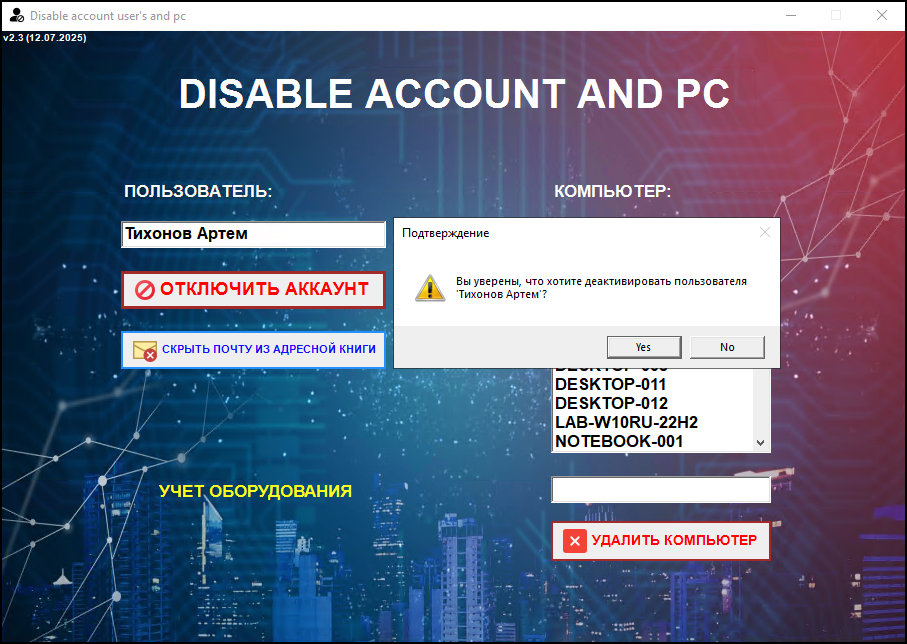 Disable account user's and pc
v2.3 (12.07.2025)
DISABLE ACCOUNT AND PC
ПОЛЬЗОВАТЕЛЬ:
КОМПЬЮТЕР:
Тихонов Артем
Подтверждение
Вы уверены, что хотите деактивировать пользователя
'Тихонов Артем'?
Yes
No
ОТКЛЮЧИТЬ АККАУНТ
СКРЫТЬ ПОЧТУ ИЗ АДРЕСНОЙ КНИГИ
DESKTOP-011
DESKTOP-012
LAB-W10RU-22H2
NOTEBOOK-001
УЧЕТ ОБОРУДОВАНИЯ
УДАЛИТЬ КОМПЬЮТЕР